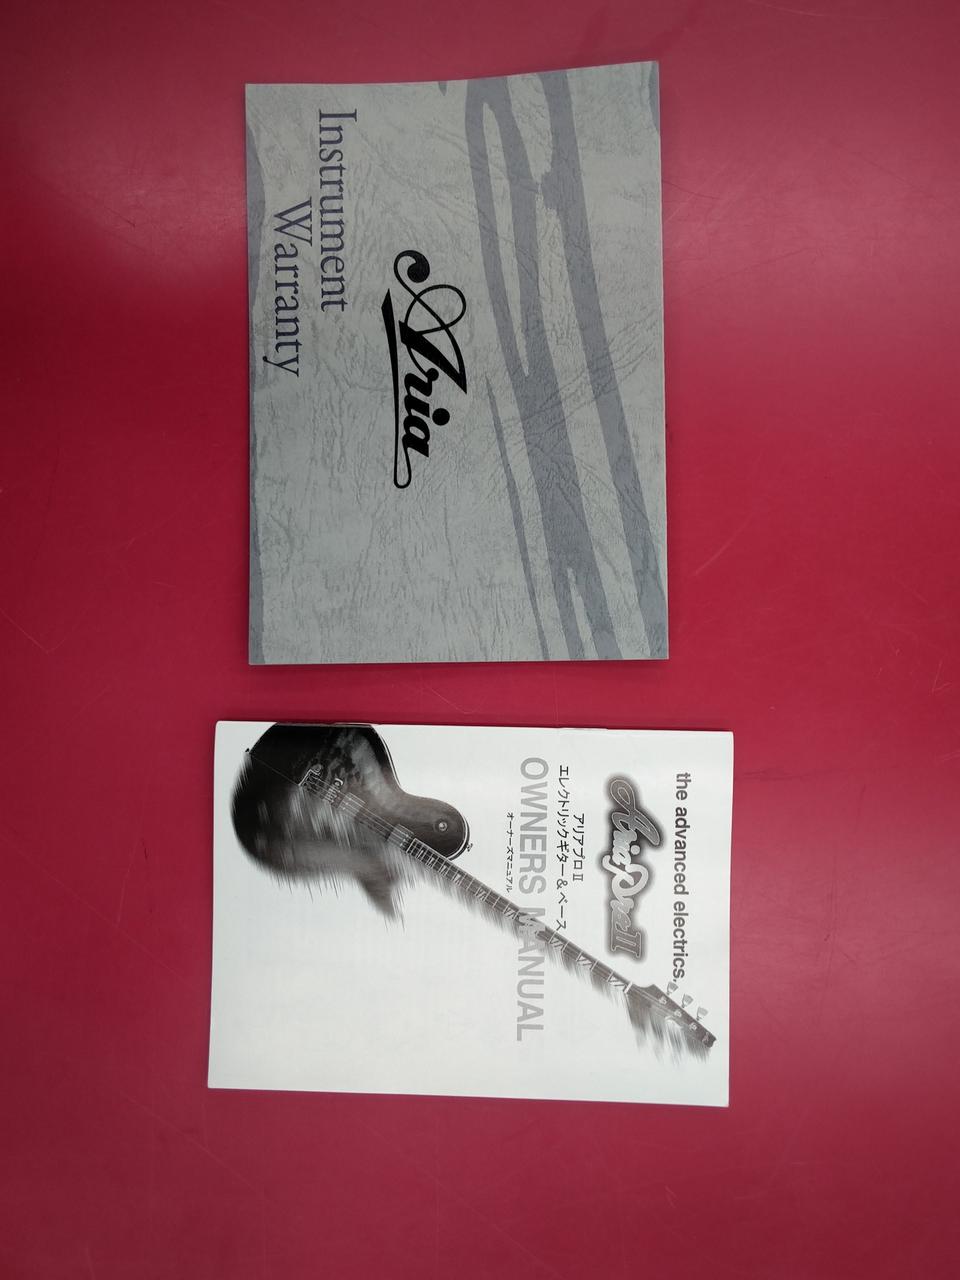 Aria
Instrument
Warranty
the advanced electrics.
AriaProII
アリアプロⅡ
エレクトリックギター＆ベース
OWNERS MANUAL
オーナーズマニュアル